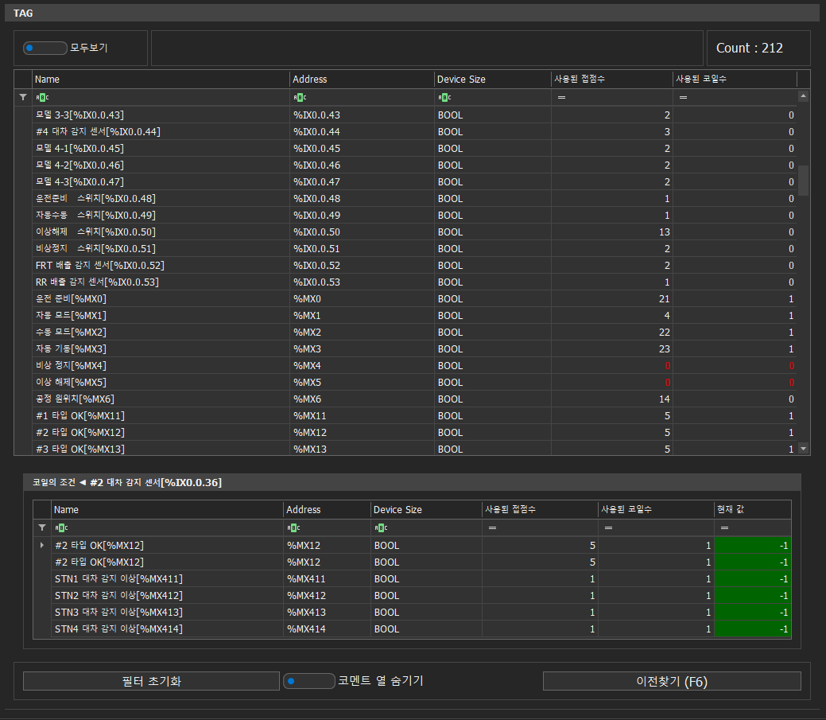 TAG
모두보기 Count : 212
Name Address Device Size 사용된 접점수 사용된 코일수
ABC ABC ABC = =
모델 3-3[%IX0.0.43] %IX0.0.43 BOOL 2 0
#4 대차 감지 센서[%IX0.0.44] %IX0.0.44 BOOL 3 0
모델 4-1[%IX0.0.45] %IX0.0.45 BOOL 2 0
모델 4-2[%IX0.0.46] %IX0.0.46 BOOL 2 0
모델 4-3[%IX0.0.47] %IX0.0.47 BOOL 2 0
운전준비 스위치[%IX0.0.48] %IX0.0.48 BOOL 1 0
자동수동 스위치[%IX0.0.49] %IX0.0.49 BOOL 1 0
이상해제 스위치[%IX0.0.50] %IX0.0.50 BOOL 13 0
비상정지 스위치[%IX0.0.51] %IX0.0.51 BOOL 2 0
FRT 배출 감지 센서[%IX0.0.52] %IX0.0.52 BOOL 2 0
RR 배출 감지 센서[%IX0.0.53] %IX0.0.53 BOOL 1 0
운전 준비[%MX0] %MX0 BOOL 21 1
자동 모드[%MX1] %MX1 BOOL 4 1
수동 모드[%MX2] %MX2 BOOL 22 1
자동 기동[%MX3] %MX3 BOOL 23 1
비상 정지[%MX4] %MX4 BOOL 0 0
이상 해제[%MX5] %MX5 BOOL 0 0
공정 원위치[%MX6] %MX6 BOOL 14 0
#1 타입 OK[%MX11] %MX11 BOOL 5 1
#2 타입 OK[%MX12] %MX12 BOOL 5 1
#3 타입 OK[%MX13] %MX13 BOOL 5 1
코일의 조건 ◄ #2 대차 감지 센서[%IX0.0.36]
Name Address Device Size 사용된 접점수 사용된 코일수 현재 값
ABC ABC ABC = = =
#2 타입 OK[%MX12] %MX12 BOOL 5 1 -1
#2 타입 OK[%MX12] %MX12 BOOL 5 1 -1
STN1 대차 감지 이상[%MX411] %MX411 BOOL 1 1 -1
STN2 대차 감지 이상[%MX412] %MX412 BOOL 1 1 -1
STN3 대차 감지 이상[%MX413] %MX413 BOOL 1 1 -1
STN4 대차 감지 이상[%MX414] %MX414 BOOL 1 1 -1
필터 초기화 코멘트 열 숨기기 이전찾기 (F6)